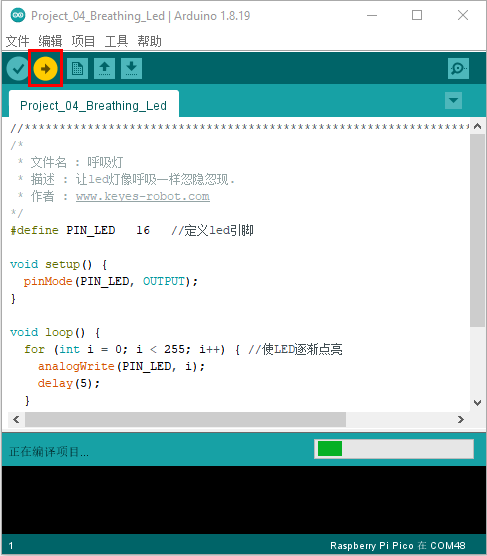 Project_04_Breathing_Led | Arduino 1.8.19
文件 编辑 项目 工具 帮助
Project_04_Breathing_Led
//****************************************************************
/*
 * 文件名 : 呼吸灯
 * 描述 : 让led灯像呼吸一样忽隐忽现.
 * 作者 : www.keyes-robot.com
*/
#define PIN_LED   16   //定义led引脚
void setup() {
  pinMode(PIN_LED, OUTPUT);
}
void loop() {
  for (int i = 0; i < 255; i++) { //使LED逐渐点亮
    analogWrite(PIN_LED, i);
    delay(5);
  }
正在编译项目...
1 Raspberry Pi Pico 在 COM48